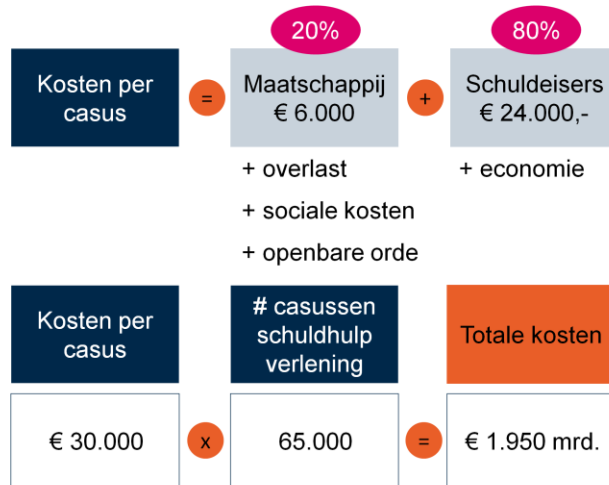 20%
80%
Kosten per
casus
=
Maatschappij
€ 6.000
+
Schuldeisers
€ 24.000,-
+ overlast
+ sociale kosten
+ openbare orde
+ economie
Kosten per
casus
# casussen
schuldhulp
verlening
Totale kosten
€ 30.000
x
65.000
=
€ 1.950 mrd.